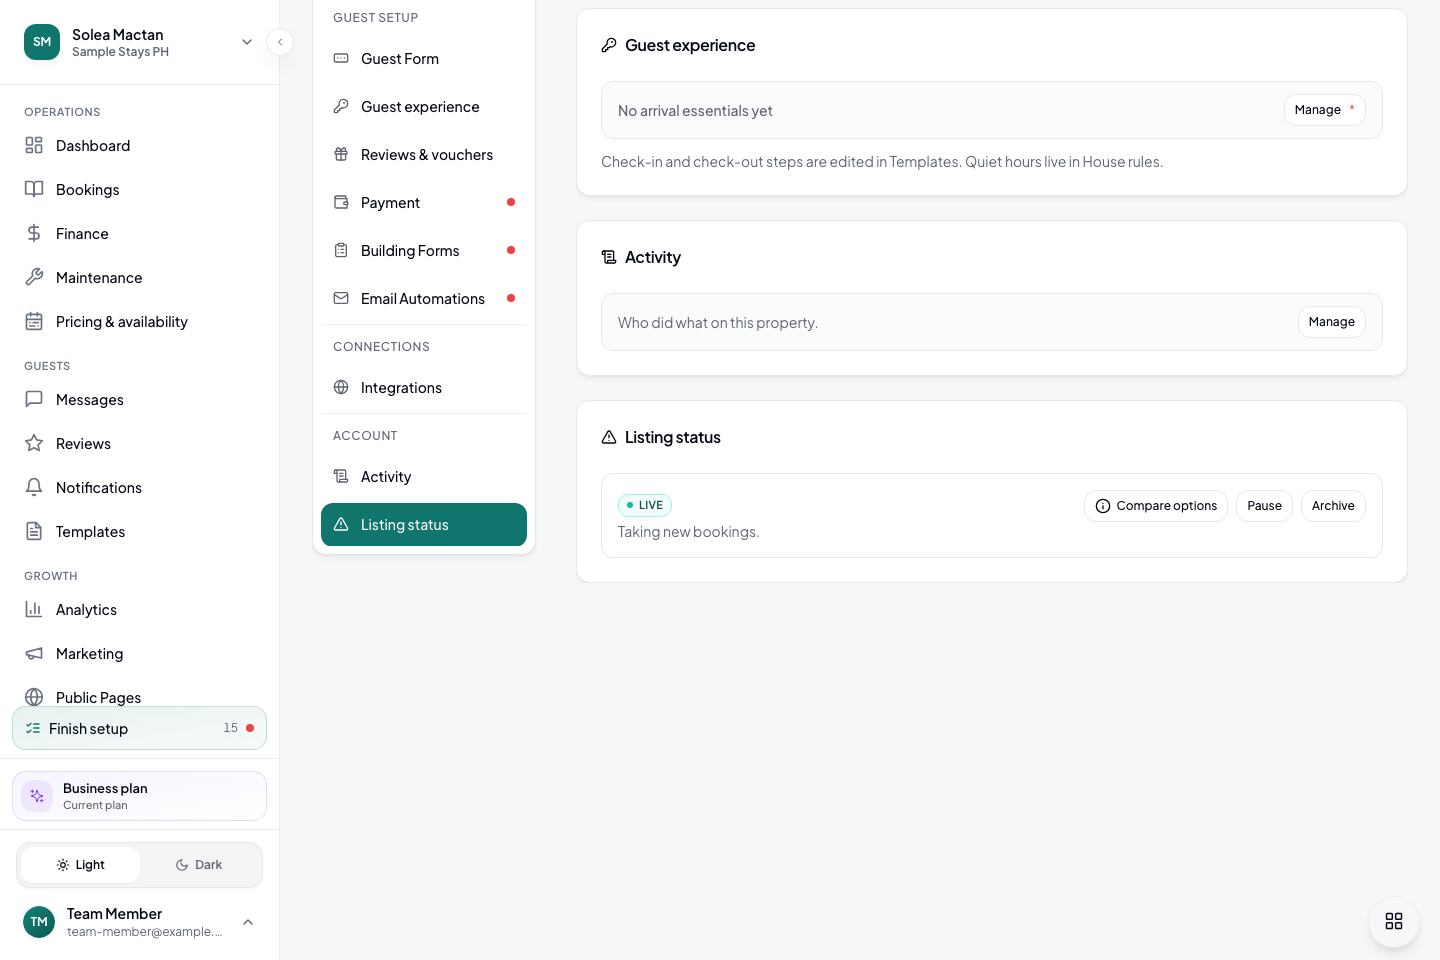 SM
Solea Mactan
Sample Stays PH
OPERATIONS
Dashboard
Bookings
Finance
Maintenance
Pricing & availability
GUESTS
Messages
Reviews
Notifications
Templates
GROWTH
Analytics
Marketing
Public Pages
Finish setup 15
Business plan
Current plan
Light Dark
TM
Team Member
team-member@example....
GUEST SETUP
Guest Form
Guest experience
Reviews & vouchers
Payment
Building Forms
Email Automations
CONNECTIONS
Integrations
ACCOUNT
Activity
Listing status
Guest experience
No arrival essentials yet
Manage *
Check-in and check-out steps are edited in Templates. Quiet hours live in House rules.
Activity
Who did what on this property.
Manage
Listing status
LIVE
Taking new bookings.
Compare options
Pause
Archive